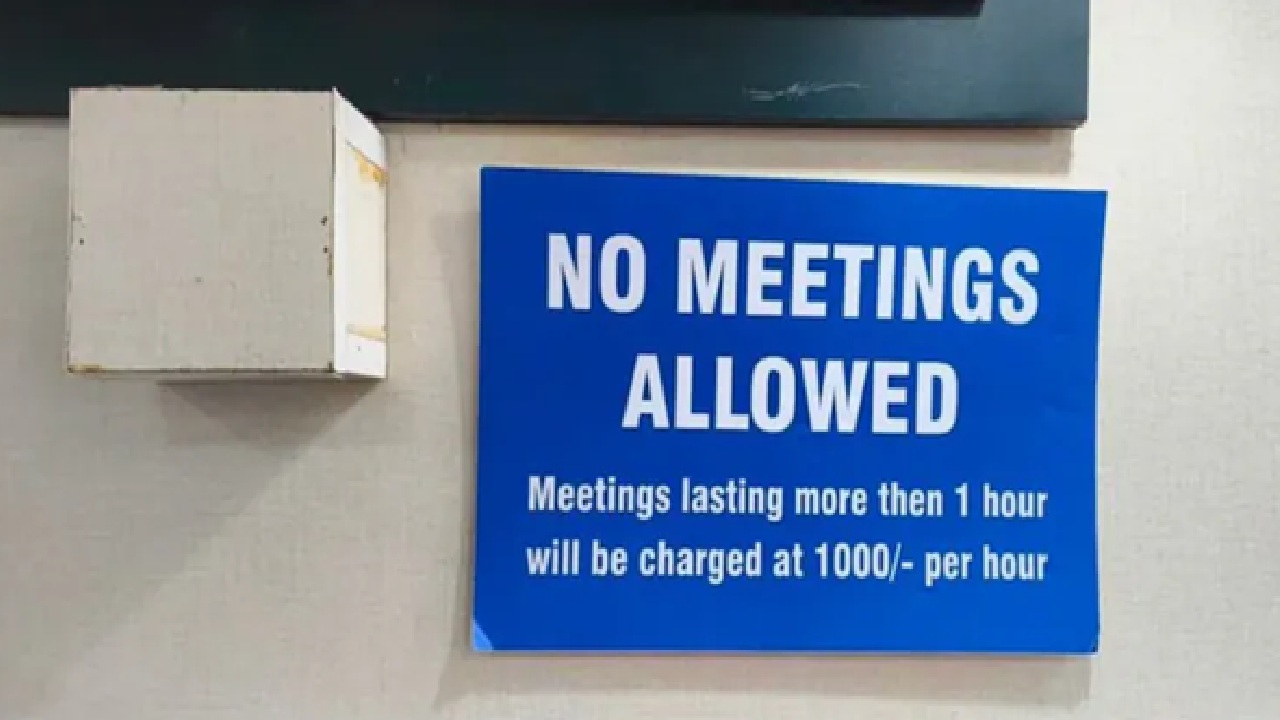 NO MEETINGS
ALLOWED
Meetings lasting more then 1 hour
will be charged at 1000/- per hour